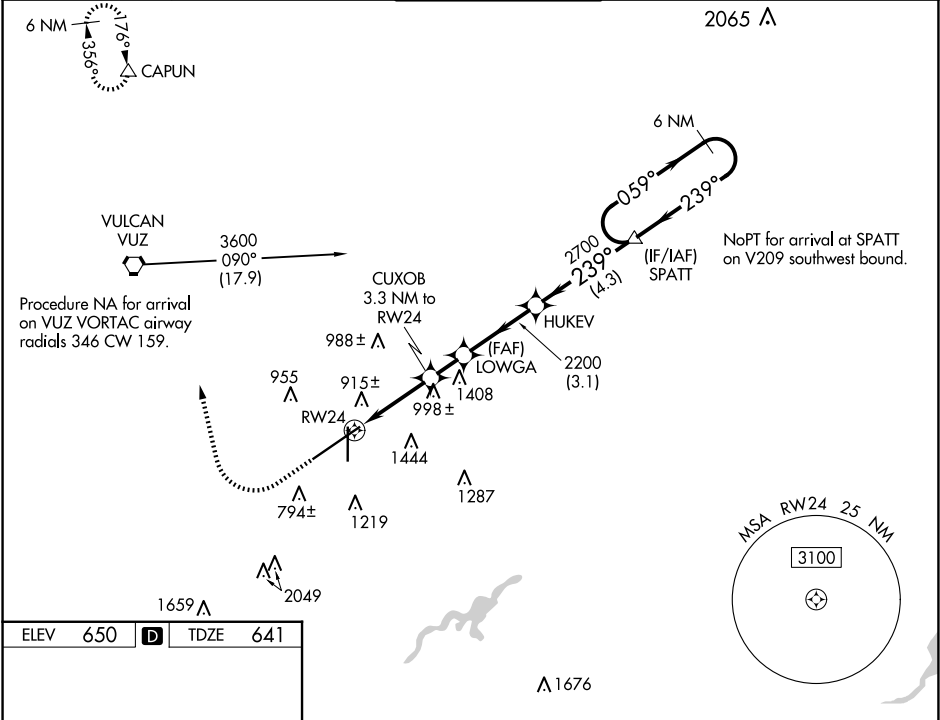 2065
6 NM
176°
356°
CAPUN
6 NM
059°
239°
VULCAN
VUZ
3600
090°
(17.9)
2700
239°
(4.3)
(IF/IAF)
SPATT
NoPT for arrival at SPATT
on V209 southwest bound.
Procedure NA for arrival
on VUZ VORTAC airway
radials 346 CW 159.
CUXOB
3.3 NM to
RW24
HUKEV
988±
(FAF)
LOWGA
2200
(3.1)
955
915±
1408
998±
RW24
1444
1287
794±
1219
MSA RW24 25 NM
3100
2049
1659
ELEV 650 D TDZE 641
1676